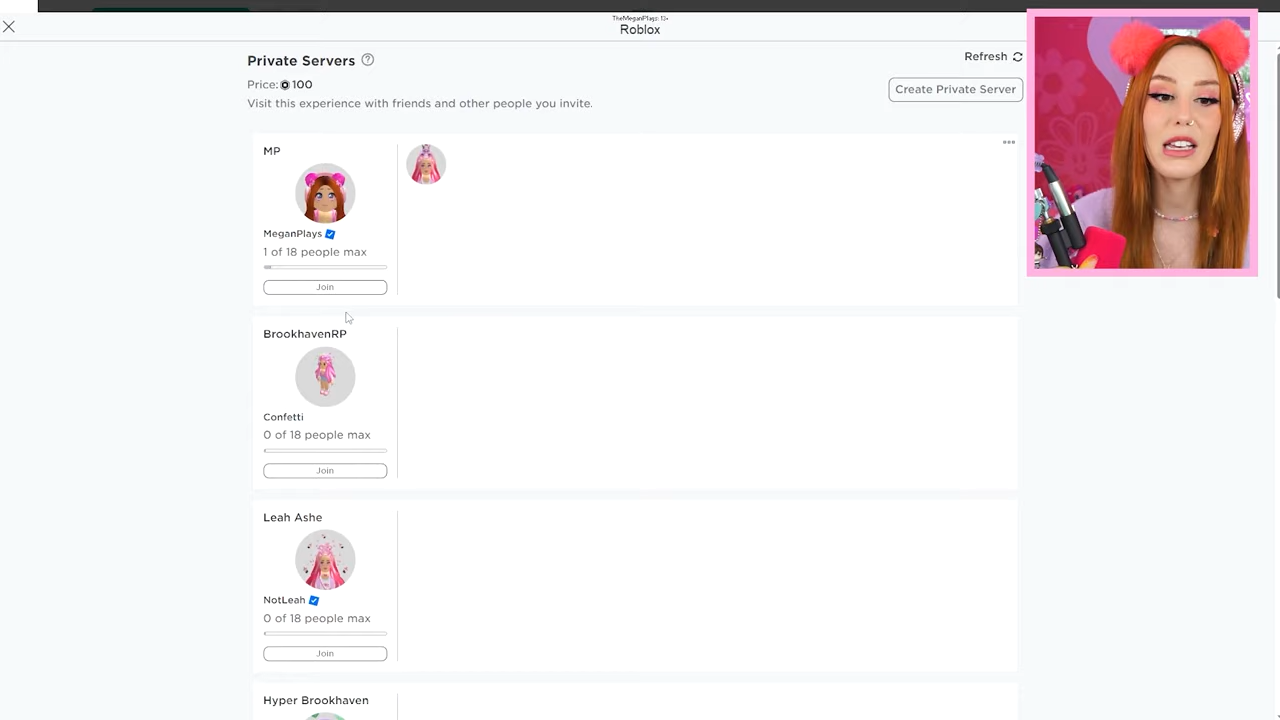 TheMeganPlays: 13+
Roblox
Private Servers
Refresh
Price: 100
Create Private Server
Visit this experience with friends and other people you invite.
MP
MeganPlays
1 of 18 people max
Join
BrookhavenRP
Confetti
0 of 18 people max
Join
Leah Ashe
NotLeah
0 of 18 people max
Join
Hyper Brookhaven